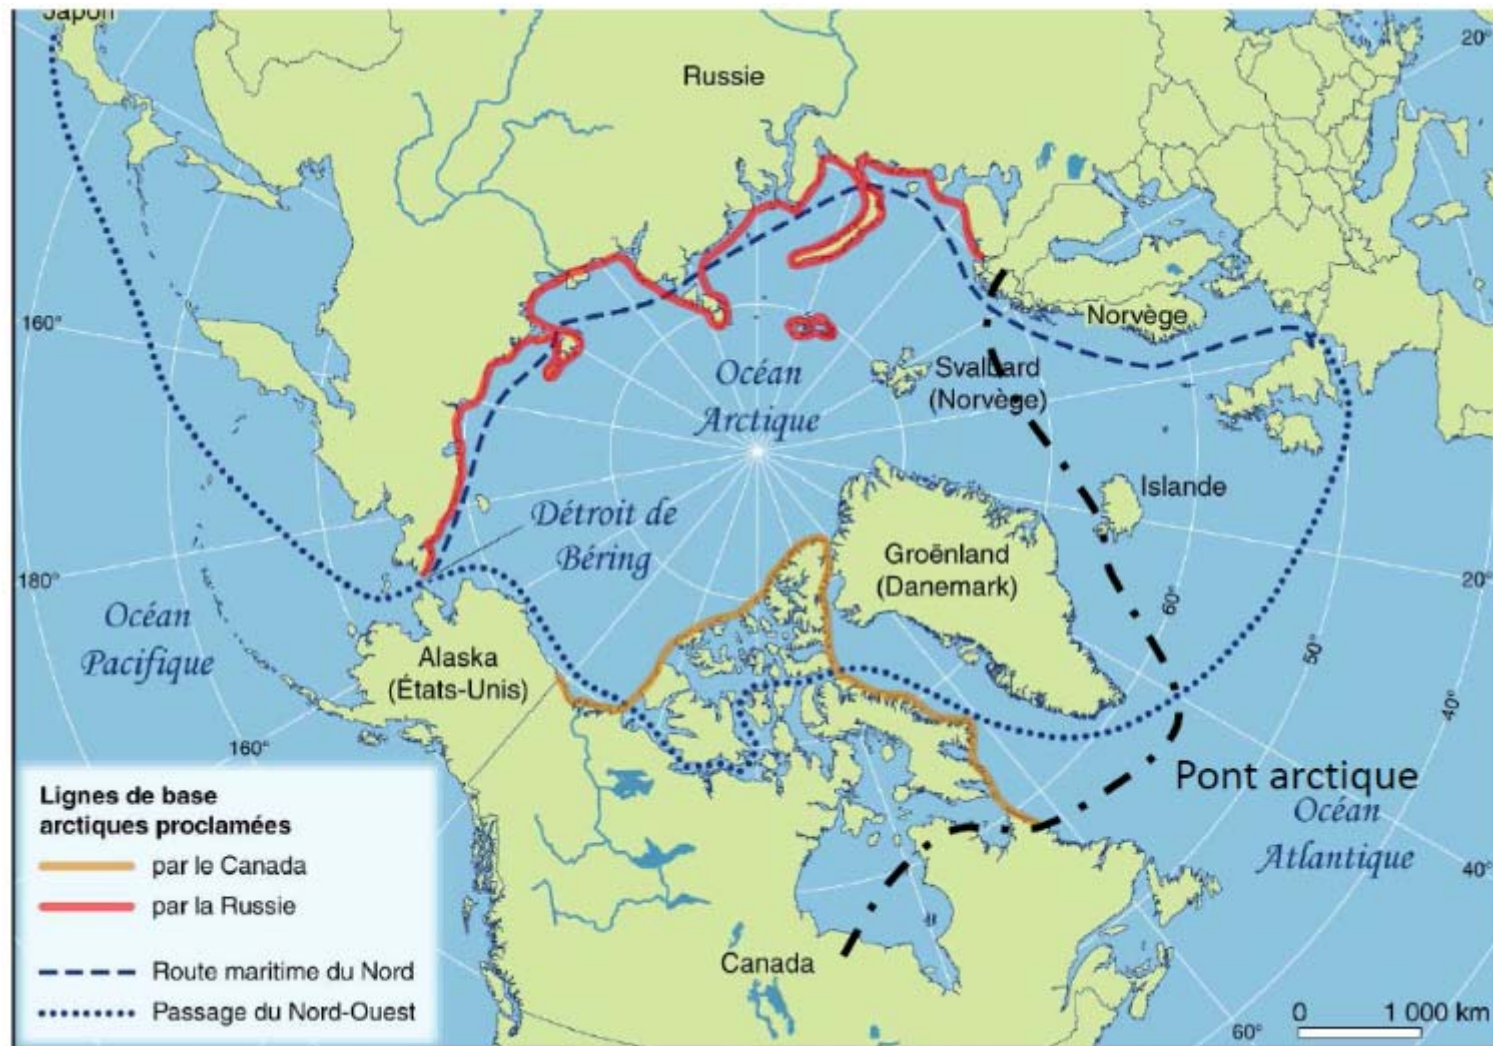 Japon
Russie
20°
160°
Norvège
Océan
Arctique
Svalbard
(Norvège)
Islande
Détroit de
Béring
Groënland
(Danemark)
180°
20°
60°
Océan
Pacifique
50°
Alaska
(États-Unis)
40°
160°
Pont arctique
Océan
Atlantique
40°
Lignes de base
arctiques proclamées
par le Canada
par la Russie
Route maritime du Nord
Passage du Nord-Ouest
Canada
60°
0 1 000 km